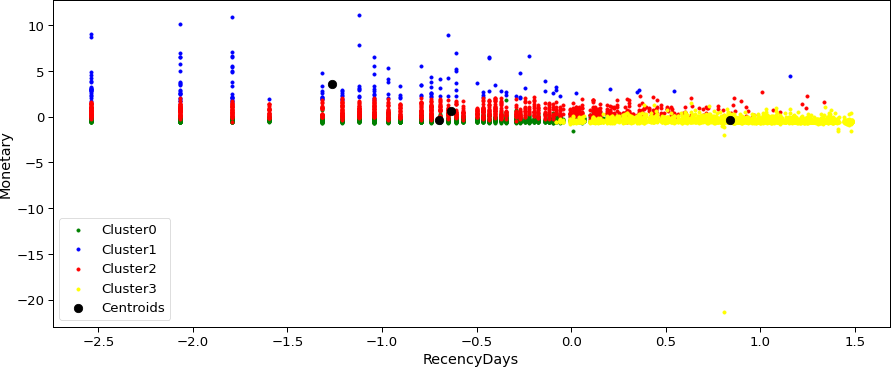 10
5
0
−5
−10
−15
−20
Monetary
Cluster0
Cluster1
Cluster2
Cluster3
Centroids
−2.5 −2.0 −1.5 −1.0 −0.5 0.0 0.5 1.0 1.5
RecencyDays